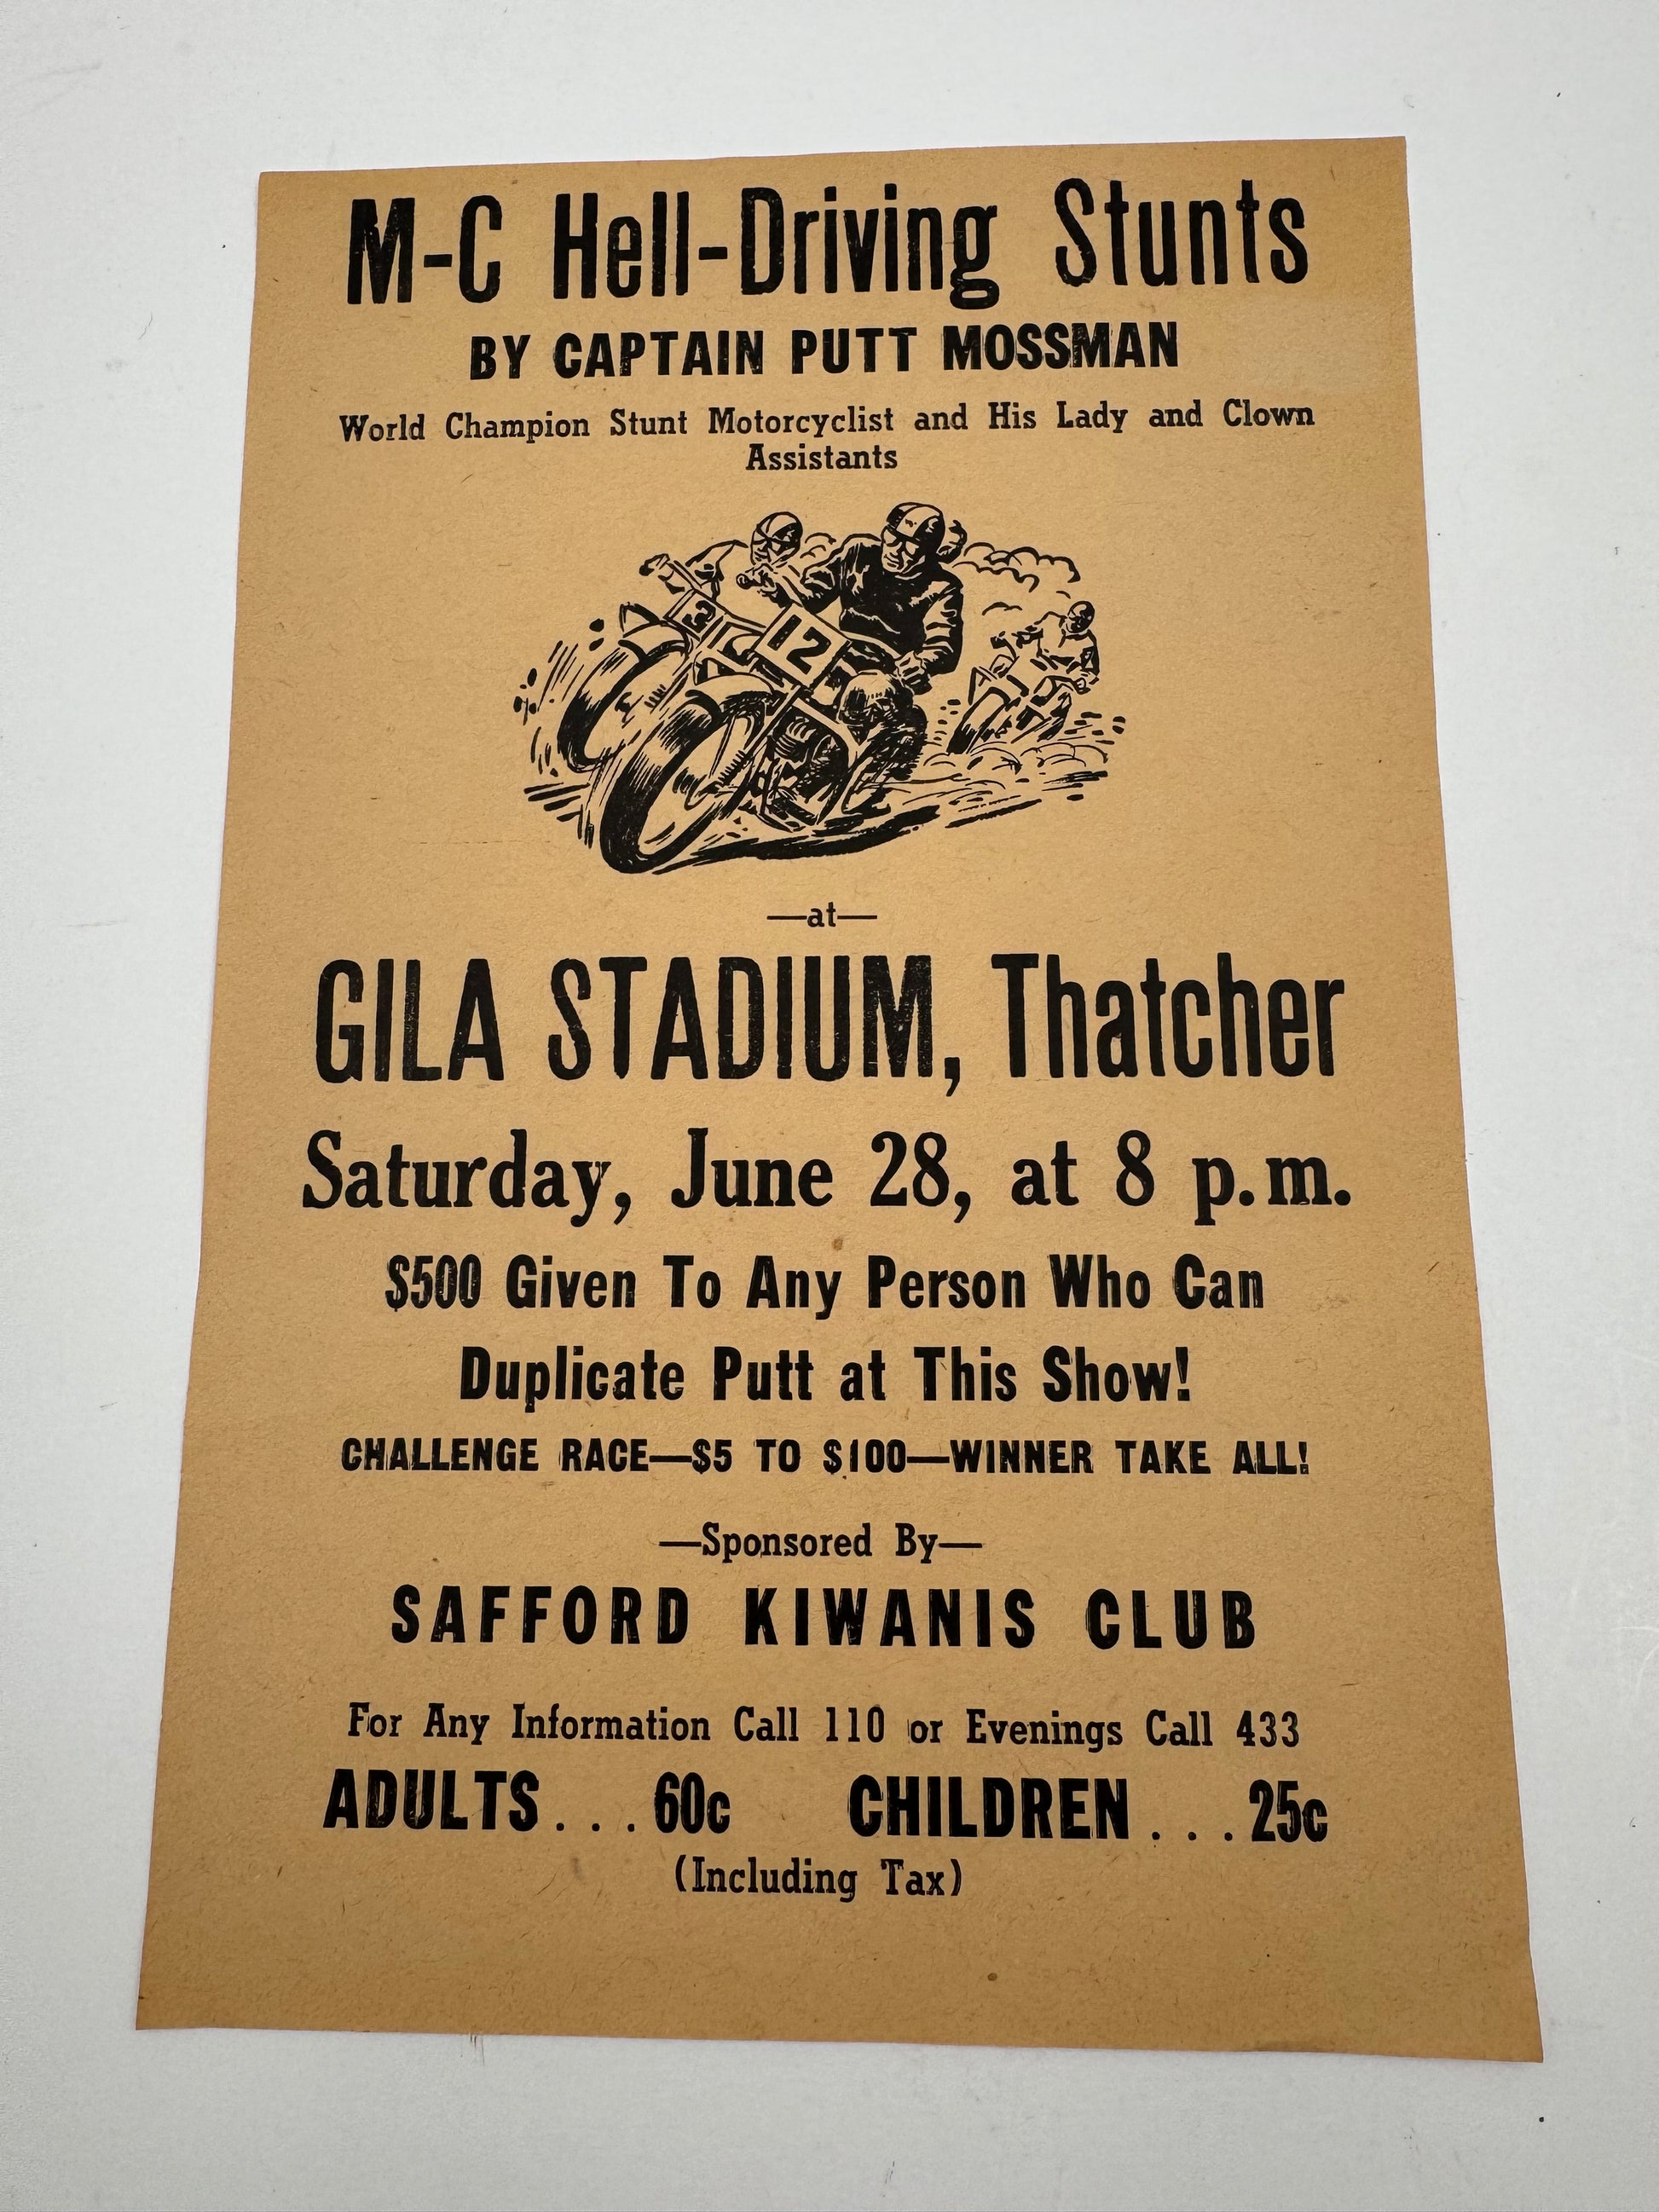 M-C Hell-Driving Stunts
BY CAPTAIN PUTT MOSSMAN
World Champion Stunt Motorcyclist and His Lady and Clown
Assistants
3
12
—at—
GILA STADIUM, Thatcher
Saturday, June 28, at 8 p.m.
$500 Given To Any Person Who Can
Duplicate Putt at This Show!
CHALLENGE RACE—$5 TO $100—WINNER TAKE ALL!
—Sponsored By—
SAFFORD KIWANIS CLUB
For Any Information Call 110 or Evenings Call 433
ADULTS . . . 60c CHILDREN . . . 25c
(Including Tax)